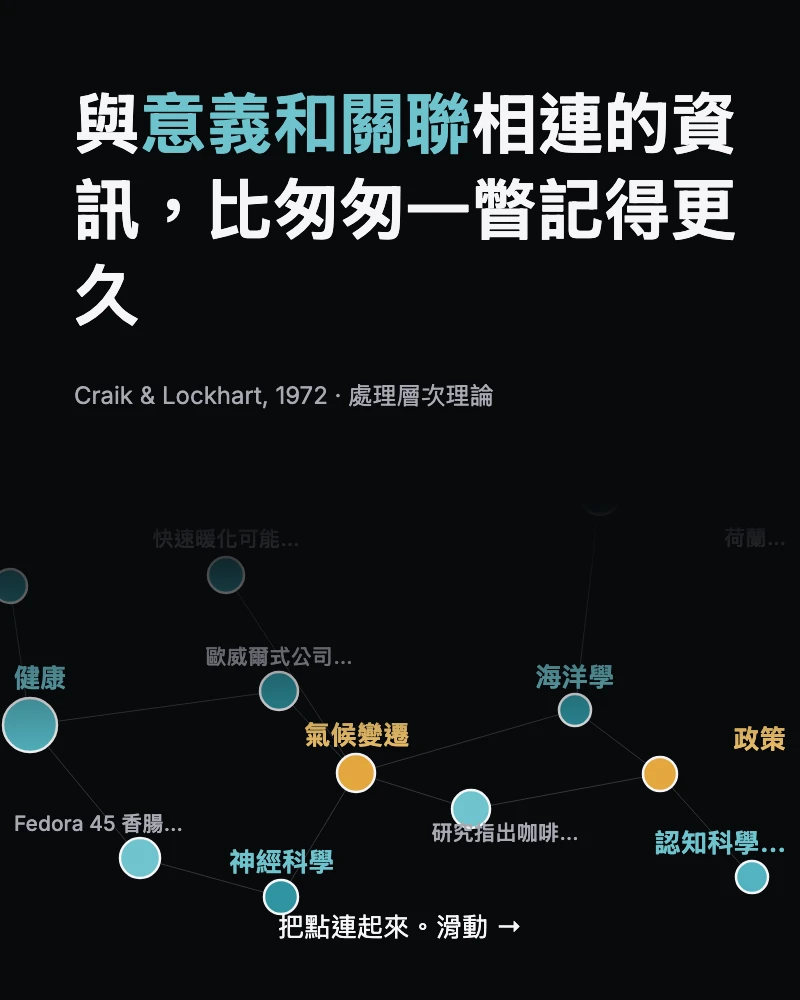 與意義和關聯相連的資
訊，比匆匆一瞥記得更
久
Craik & Lockhart, 1972 · 處理層次理論
快速暖化可能...
荷蘭...
歐威爾式公司...
健康
海洋學
氣候變遷
政策
Fedora 45 香腸...
研究指出咖啡...
認知科學...
神經科學
把點連起來。滑動 →